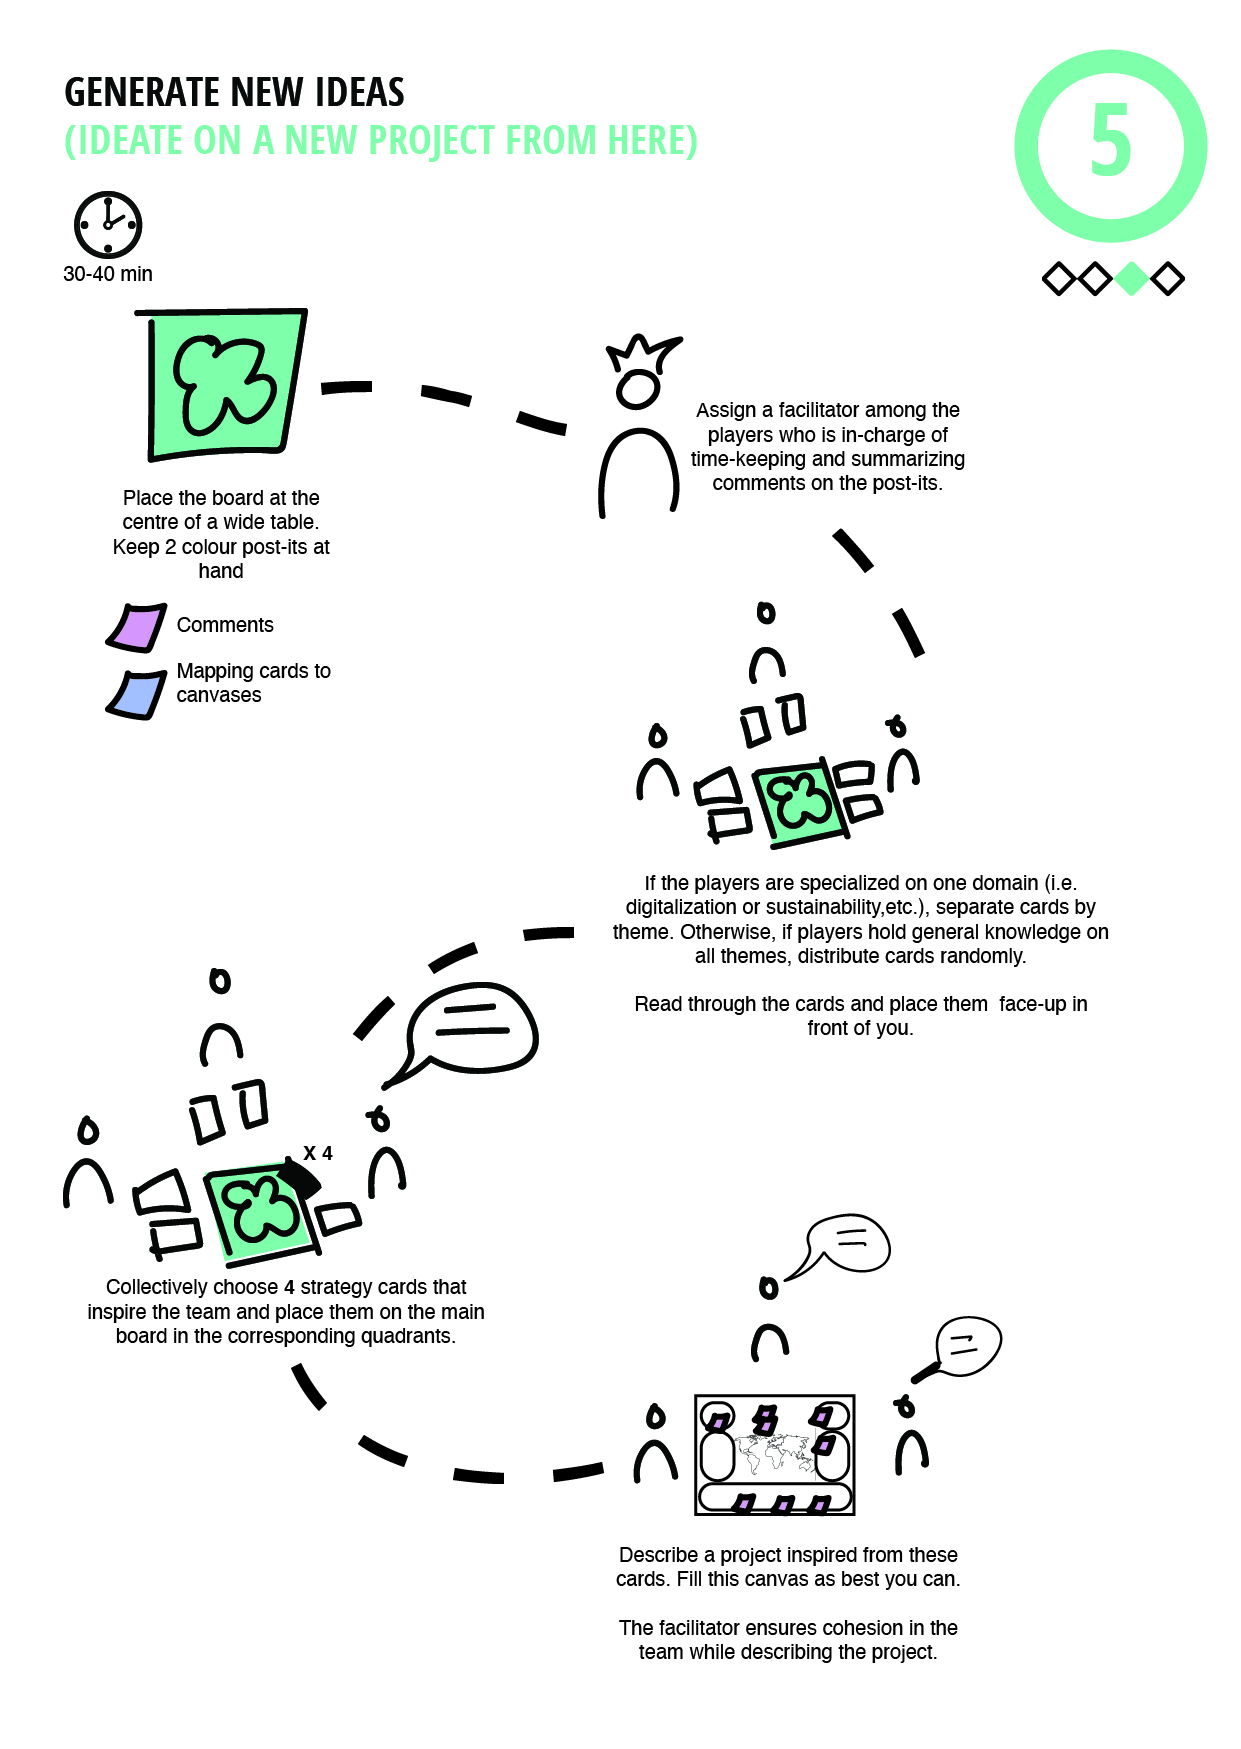 GENERATE NEW IDEAS
(IDEATE ON A NEW PROJECT FROM HERE)
5
30-40 min
Assign a facilitator among the
players who is in-charge of
time-keeping and summarizing
comments on the post-its.
Place the board at the
centre of a wide table.
Keep 2 colour post-its at
hand
Comments
Mapping cards to
canvases
If the players are specialized on one domain (i.e.
digitalization or sustainability,etc.), separate cards by
theme. Otherwise, if players hold general knowledge on
all themes, distribute cards randomly.
Read through the cards and place them  face-up in
front of you.
X 4
Collectively choose 4 strategy cards that
inspire the team and place them on the main
board in the corresponding quadrants.
Describe a project inspired from these
cards. Fill this canvas as best you can.
The facilitator ensures cohesion in the
team while describing the project.